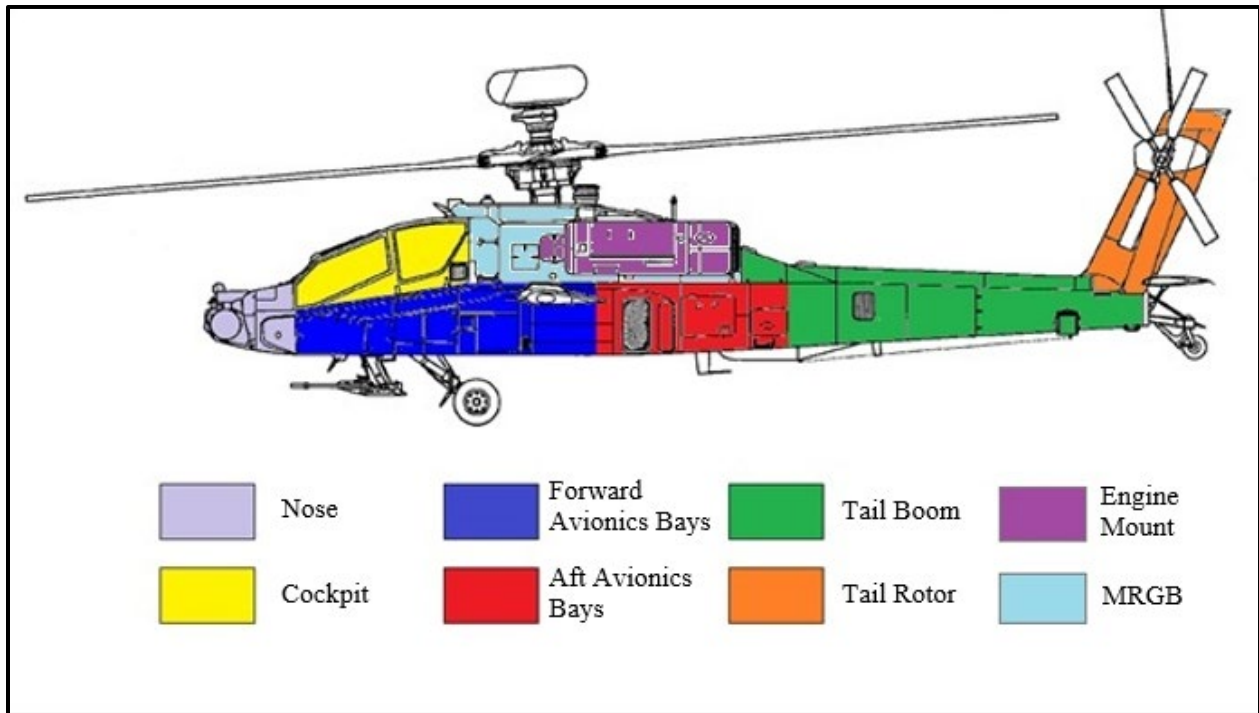 Nose
Forward
Avionics Bays
Tail Boom
Engine
Mount
Cockpit
Aft Avionics
Bays
Tail Rotor
MRGB